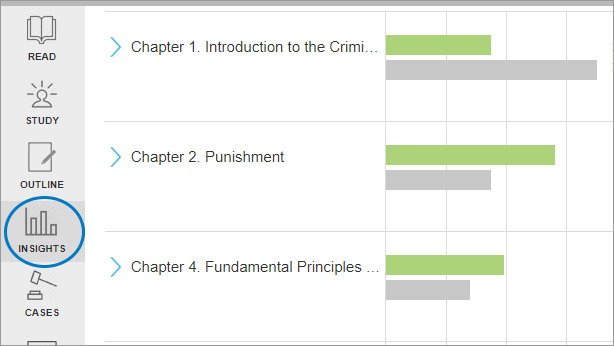 READ
STUDY
OUTLINE
INSIGHTS
CASES
Chapter 1. Introduction to the Crimi...
Chapter 2. Punishment
Chapter 4. Fundamental Principles ...